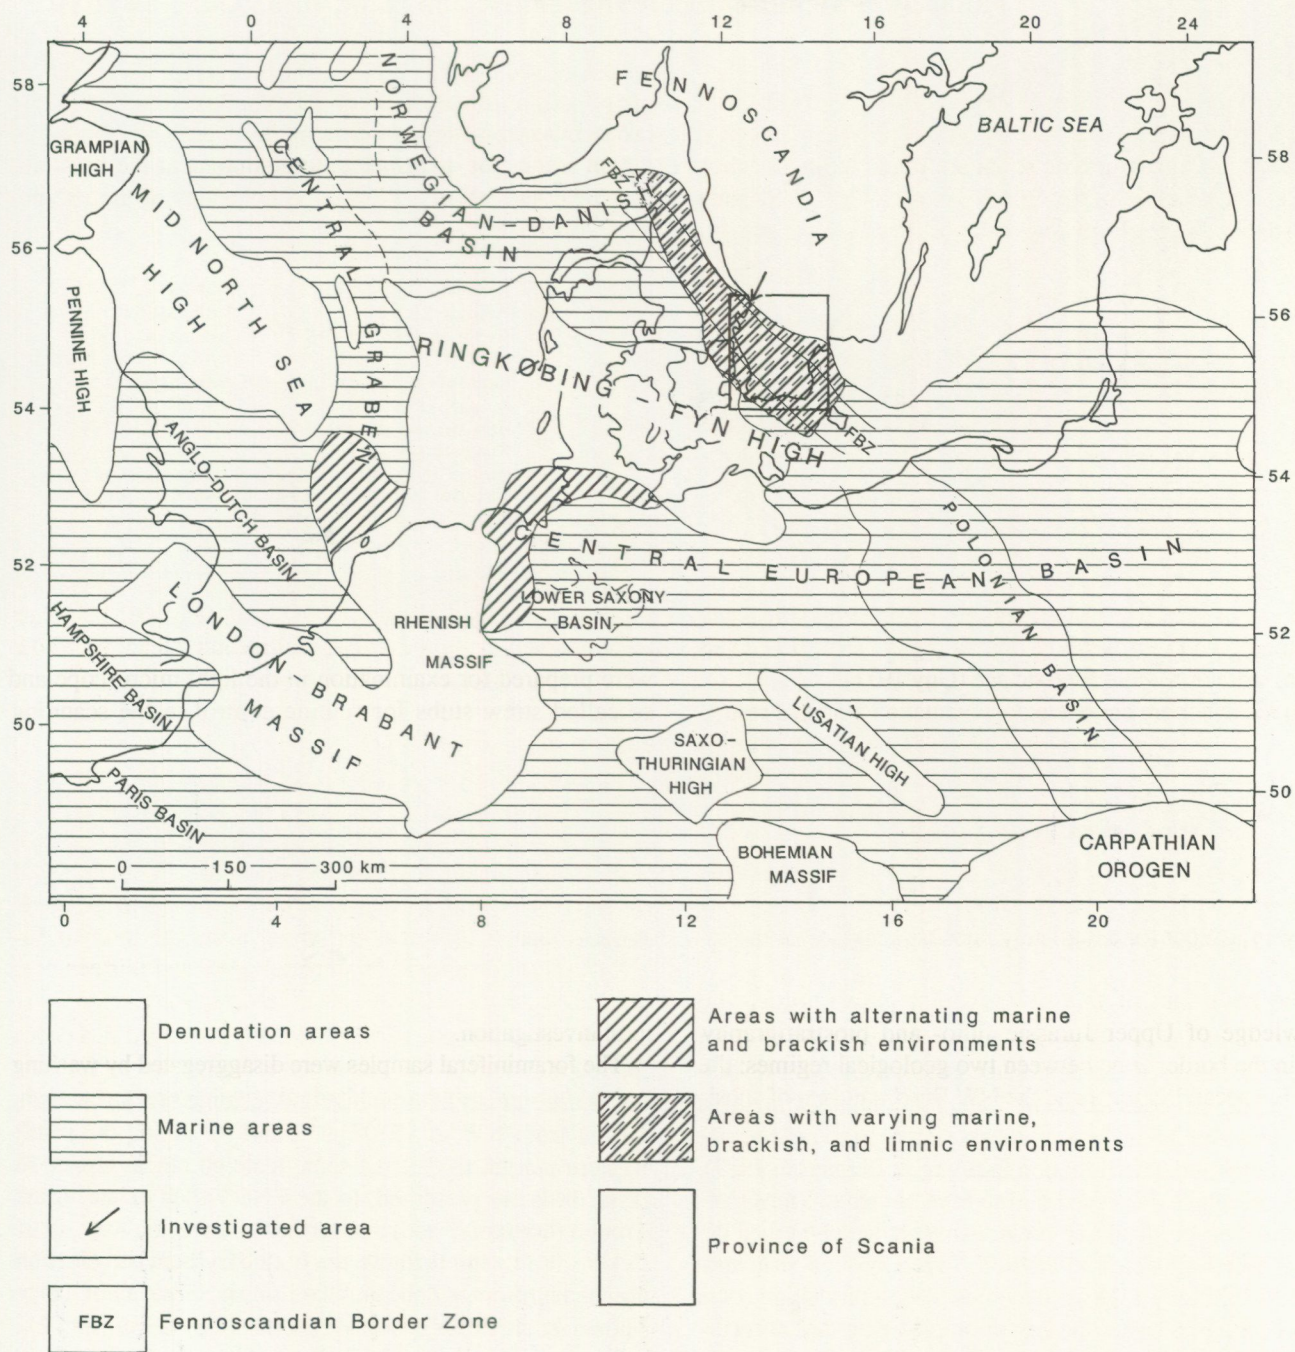 4 0 4 8 12 16 20 24
58
56
54
52
50
58
56
54
52
50
0 4 8 12 16 20
FENNOSCANDIA
BALTIC SEA
GRAMPIAN
HIGH
NORWEGIAN-DANIS
BASIN
FBZ
CENTRAL
GRABEN
MID NORTH SEA
HIGH
PENNINE HIGH
RINGKØBING - FYN HIGH
FBZ
ANGLO-DUTCH BASIN
CENTRAL EUROPEAN BASIN
POLONIAN BASIN
LOWER SAXONY
BASIN
LONDON-BRABANT
MASSIF
RHENISH
MASSIF
HAMPSHIRE BASIN
PARIS BASIN
SAXO-
THURINGIAN
HIGH
LUSATIAN HIGH
BOHEMIAN
MASSIF
CARPATHIAN
OROGEN
0 150 300 km
Denudation areas
Marine areas
Investigated area
FBZ Fennoscandian Border Zone
Areas with alternating marine
and brackish environments
Areas with varying marine,
brackish, and limnic environments
Province of Scania